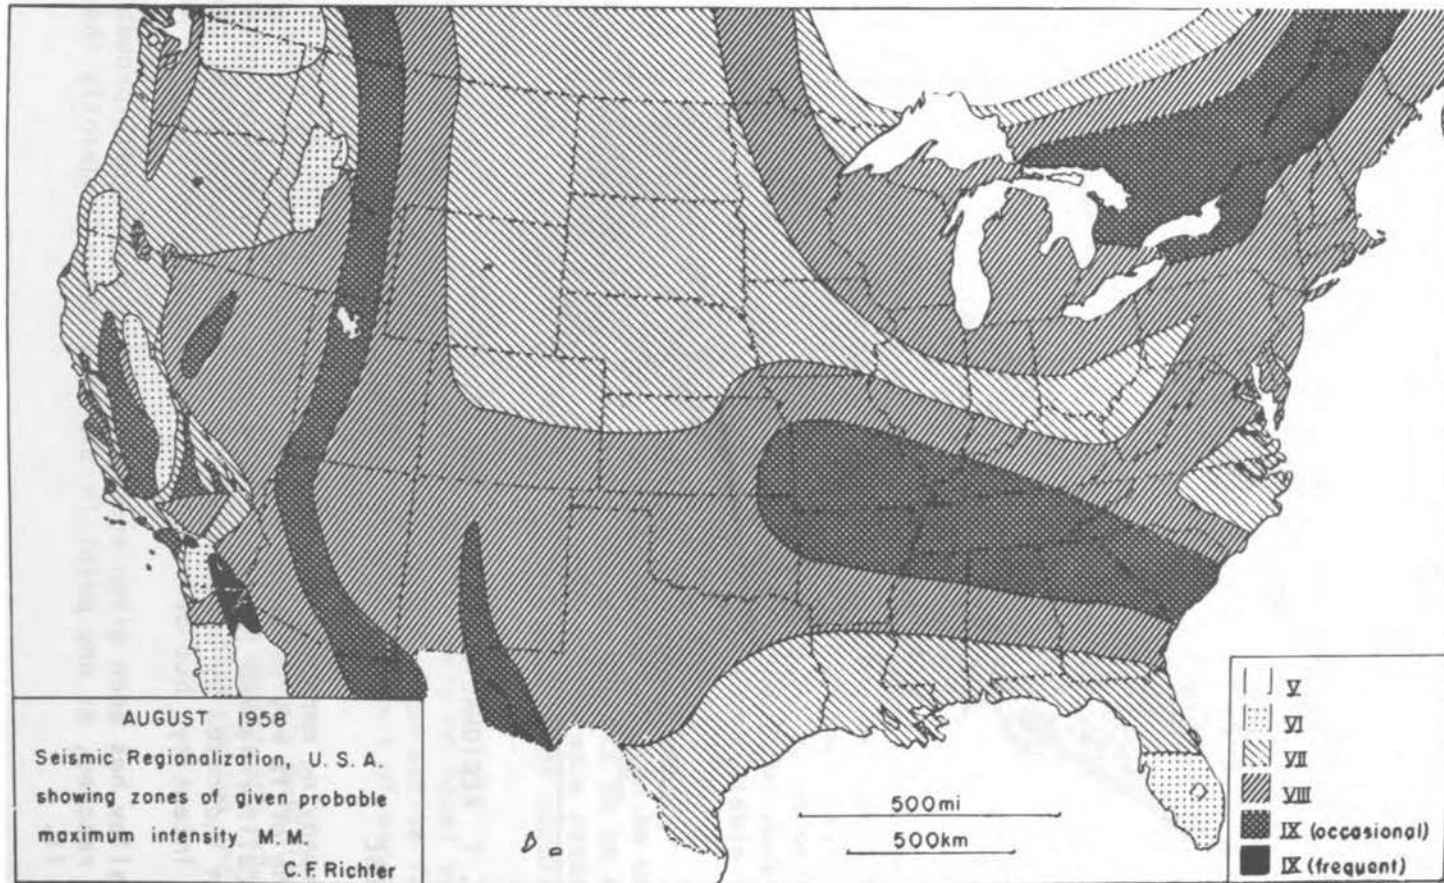 AUGUST 1958
Seismic Regionalization, U. S. A.
showing zones of given probable
maximum intensity M. M.
C. F. Richter
500mi
500km
V
VI
VII
VIII
IX (occasional)
IX (frequent)